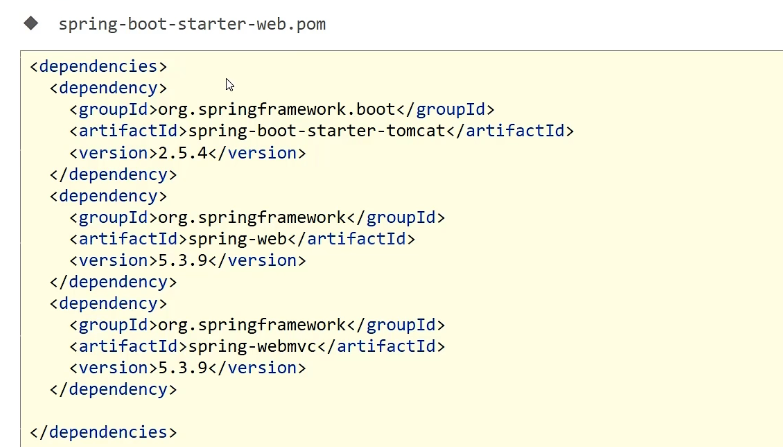 ◆ spring-boot-starter-web.pom
<dependencies>
  <dependency>
    <groupId>org.springframework.boot</groupId>
    <artifactId>spring-boot-starter-tomcat</artifactId>
    <version>2.5.4</version>
  </dependency>
  <dependency>
    <groupId>org.springframework</groupId>
    <artifactId>spring-web</artifactId>
    <version>5.3.9</version>
  </dependency>
  <dependency>
    <groupId>org.springframework</groupId>
    <artifactId>spring-webmvc</artifactId>
    <version>5.3.9</version>
  </dependency>
</dependencies>